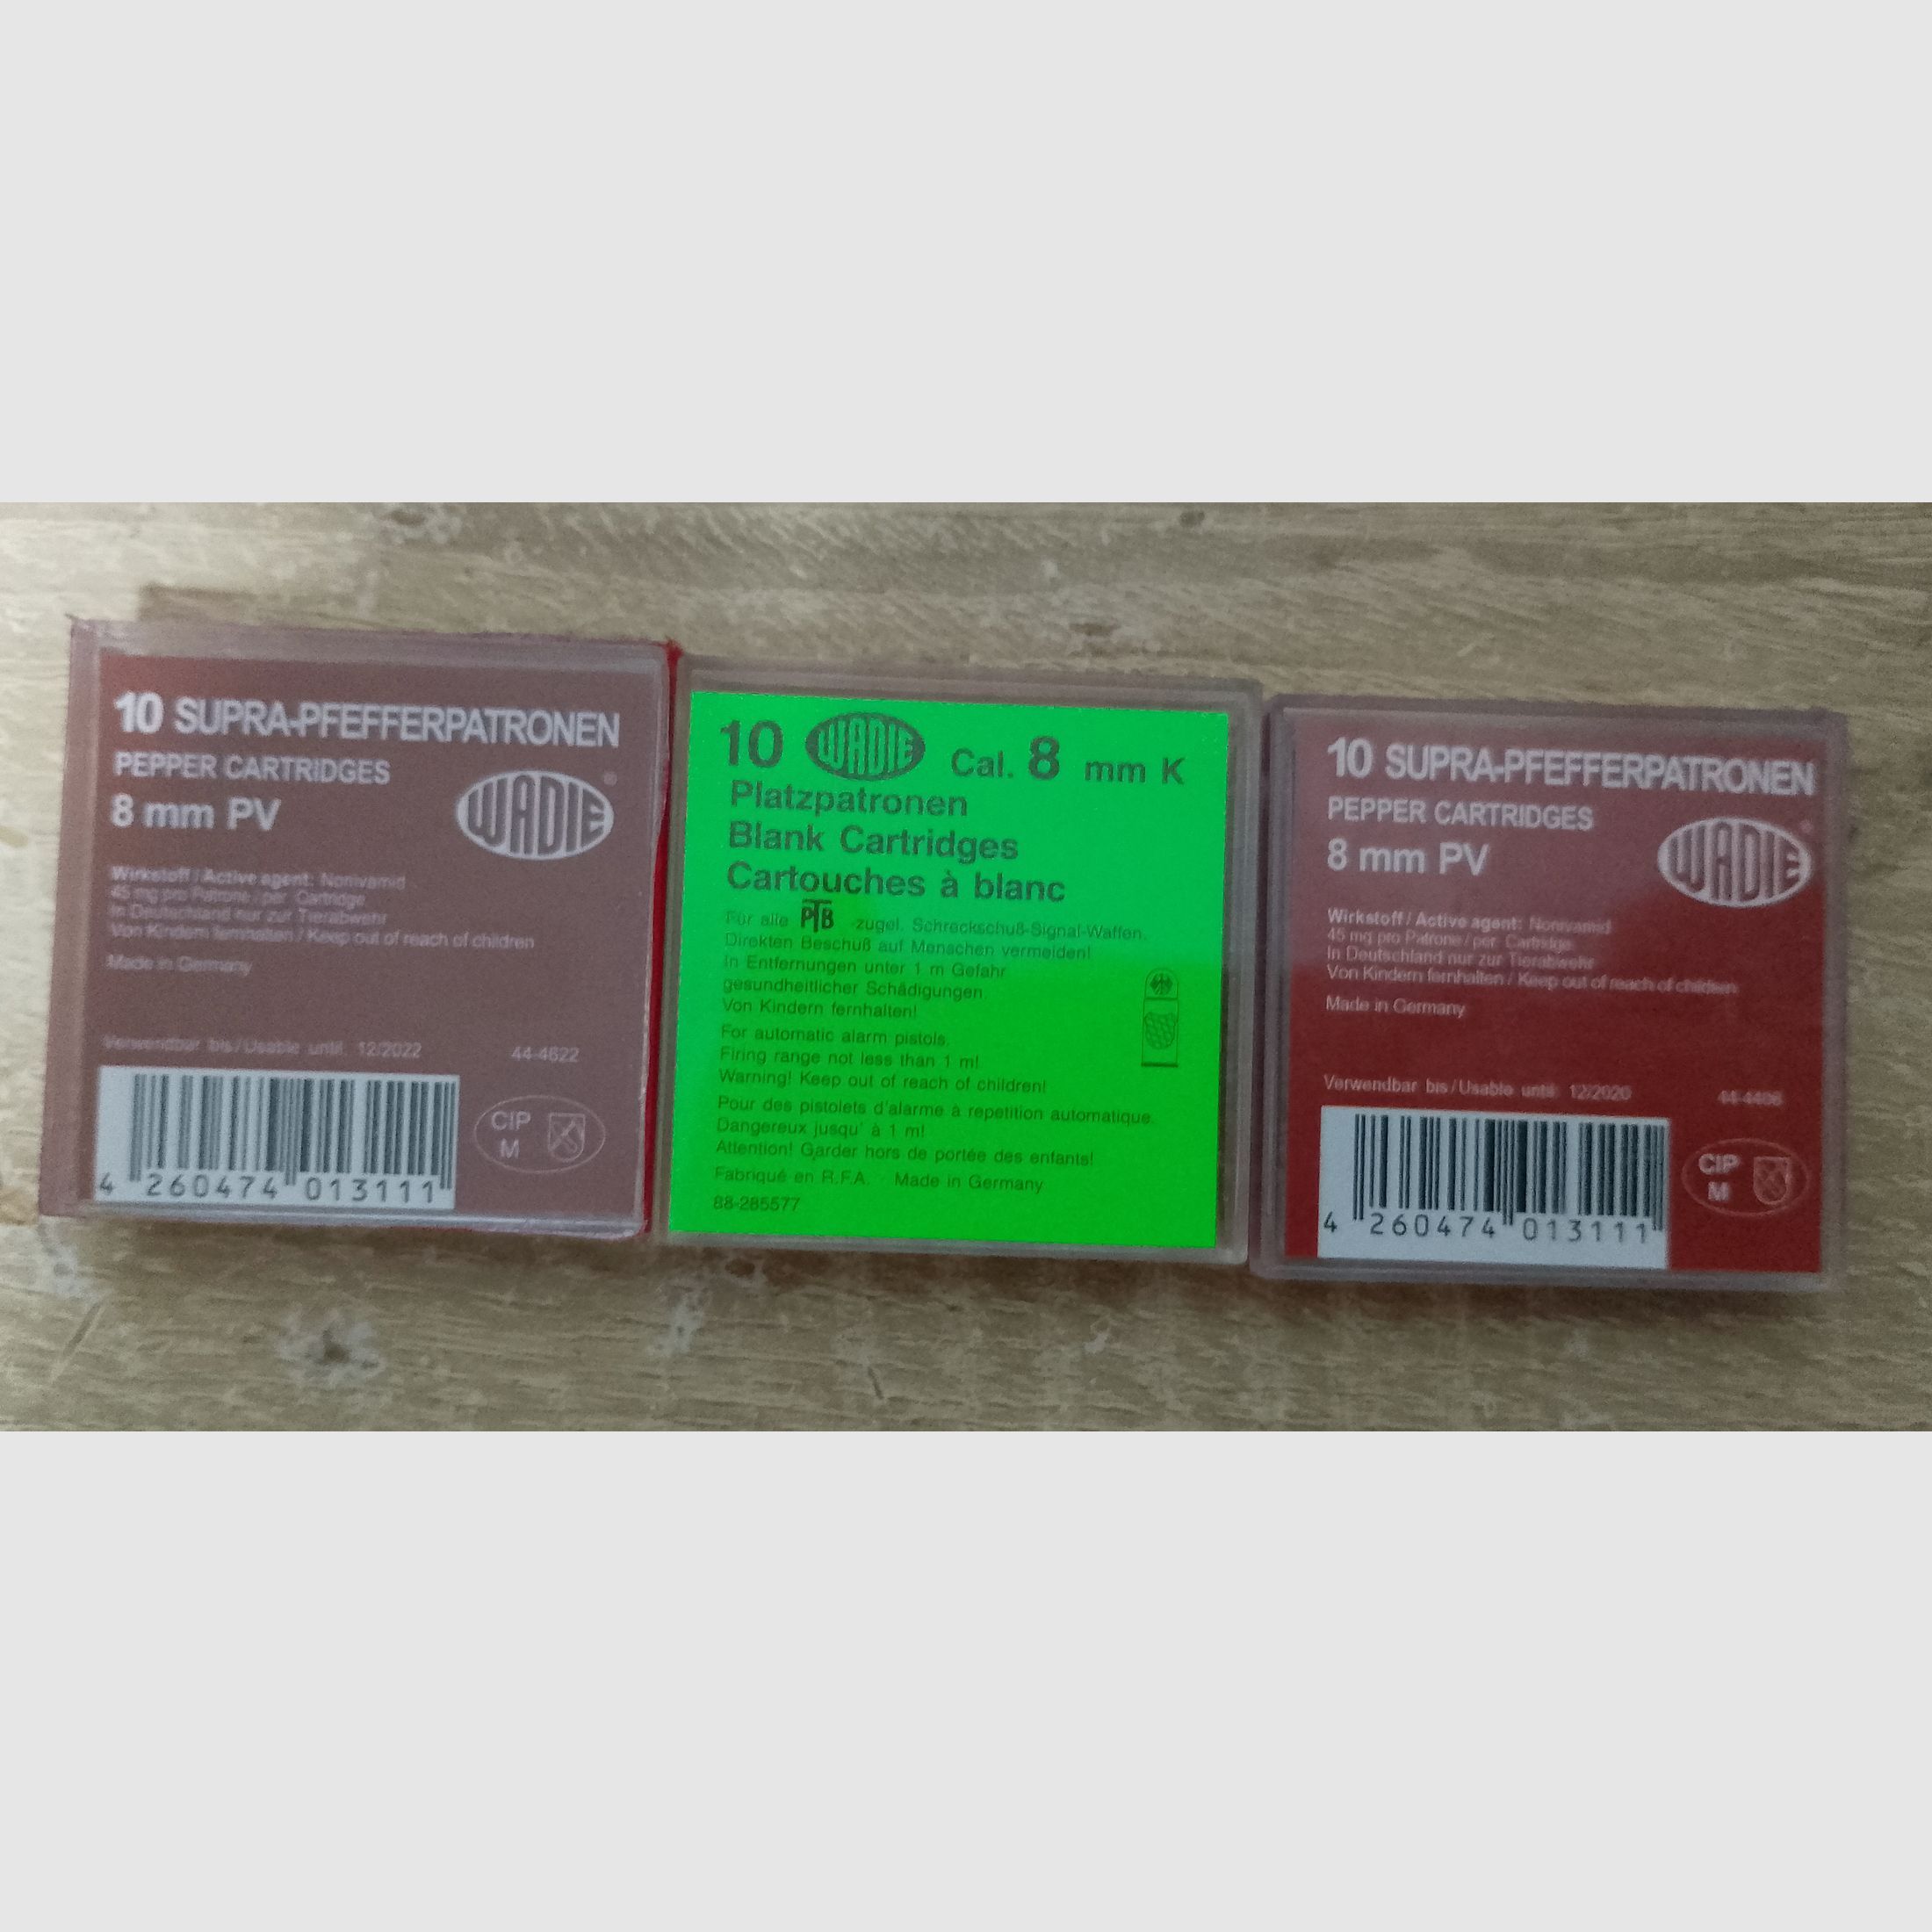 10 SUPRA-PFEFFERPATRONEN
PEPPER CARTRIDGES
8 mm PV
WADIE
Wirkstoff / Active agent: Nonivamid
45 mg pro Patrone / per Cartridge
In Deutschland nur zur Tierabwehr
Von Kindern fernhalten / Keep out of reach of children
Made in Germany
Verwendbar bis / Usable until: 12/2022 44-4622
CIP
M
4 260474 013111
10 WADIE Cal. 8 mm K
Platzpatronen
Blank Cartridges
Cartouches à blanc
Für alle PTB -zugel. Schreckschuß-Signal-Waffen.
Direkten Beschuß auf Menschen vermeiden!
In Entfernungen unter 1 m Gefahr
gesundheitlicher Schädigungen.
Von Kindern fernhalten!
For automatic alarm pistols.
Firing range not less than 1 m!
Warning! Keep out of reach of children!
Pour des pistolets d'alarme à repetition automatique.
Dangereux jusqu' à 1 m!
Attention! Garder hors de portée des enfants!
Fabriqué en R.F.A. Made in Germany
88-285577
10 SUPRA-PFEFFERPATRONEN
PEPPER CARTRIDGES
8 mm PV
WADIE
Wirkstoff / Active agent: Nonivamid
45 mg pro Patrone / per Cartridge
In Deutschland nur zur Tierabwehr
Von Kindern fernhalten / Keep out of reach of children
Made in Germany
Verwendbar bis / Usable until: 12/2020
CIP
M
4 260474 013111